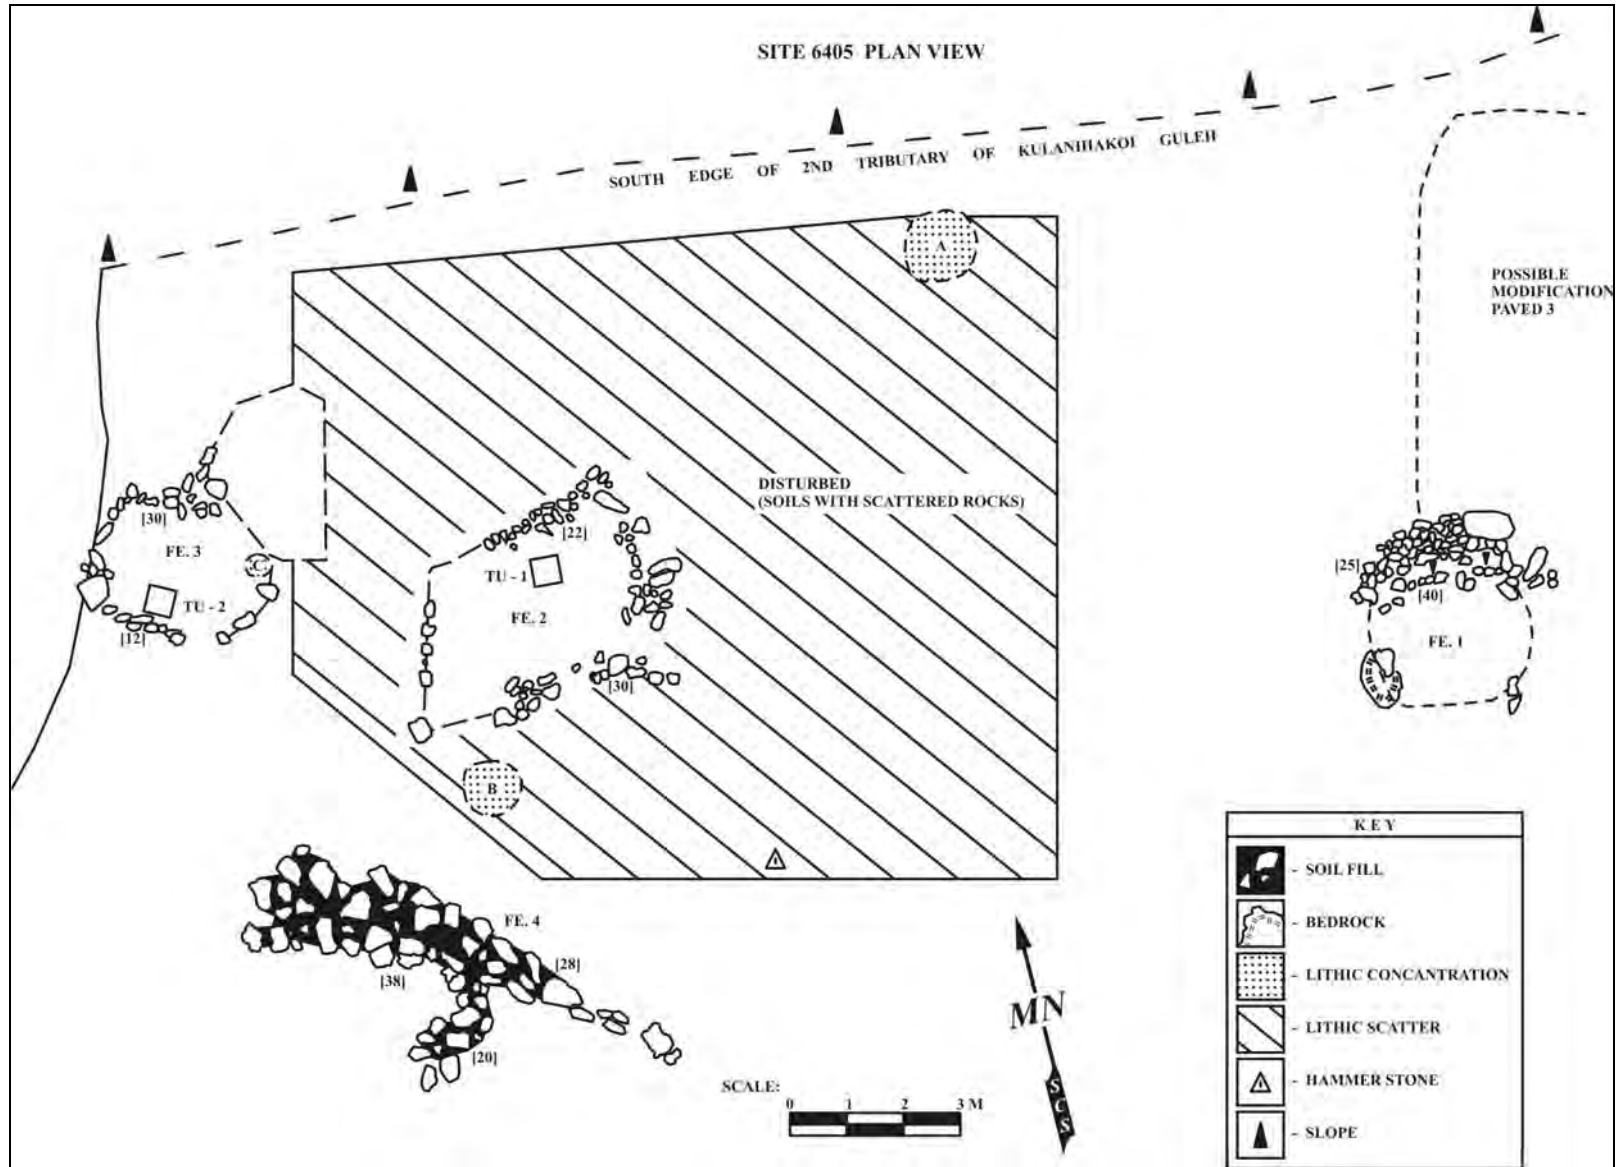 SITE 6405 PLAN VIEW
SOUTH EDGE OF 2ND TRIBUTARY OF KULANIHAKOI GULEH
A
POSSIBLE
MODIFICATION
PAVED 3
DISTURBED
(SOILS WITH SCATTERED ROCKS)
[30]
FE. 3
C
TU - 2
[12]
[22]
TU - 1
FE. 2
[30]
[25]
[40]
FE. 1
B
FE. 4
[28]
[38]
[20]
MN
SCS
SCALE:
0 1 2 3 M
KEY
- SOIL FILL
- BEDROCK
- LITHIC CONCANTRATION
- LITHIC SCATTER
- HAMMER STONE
- SLOPE